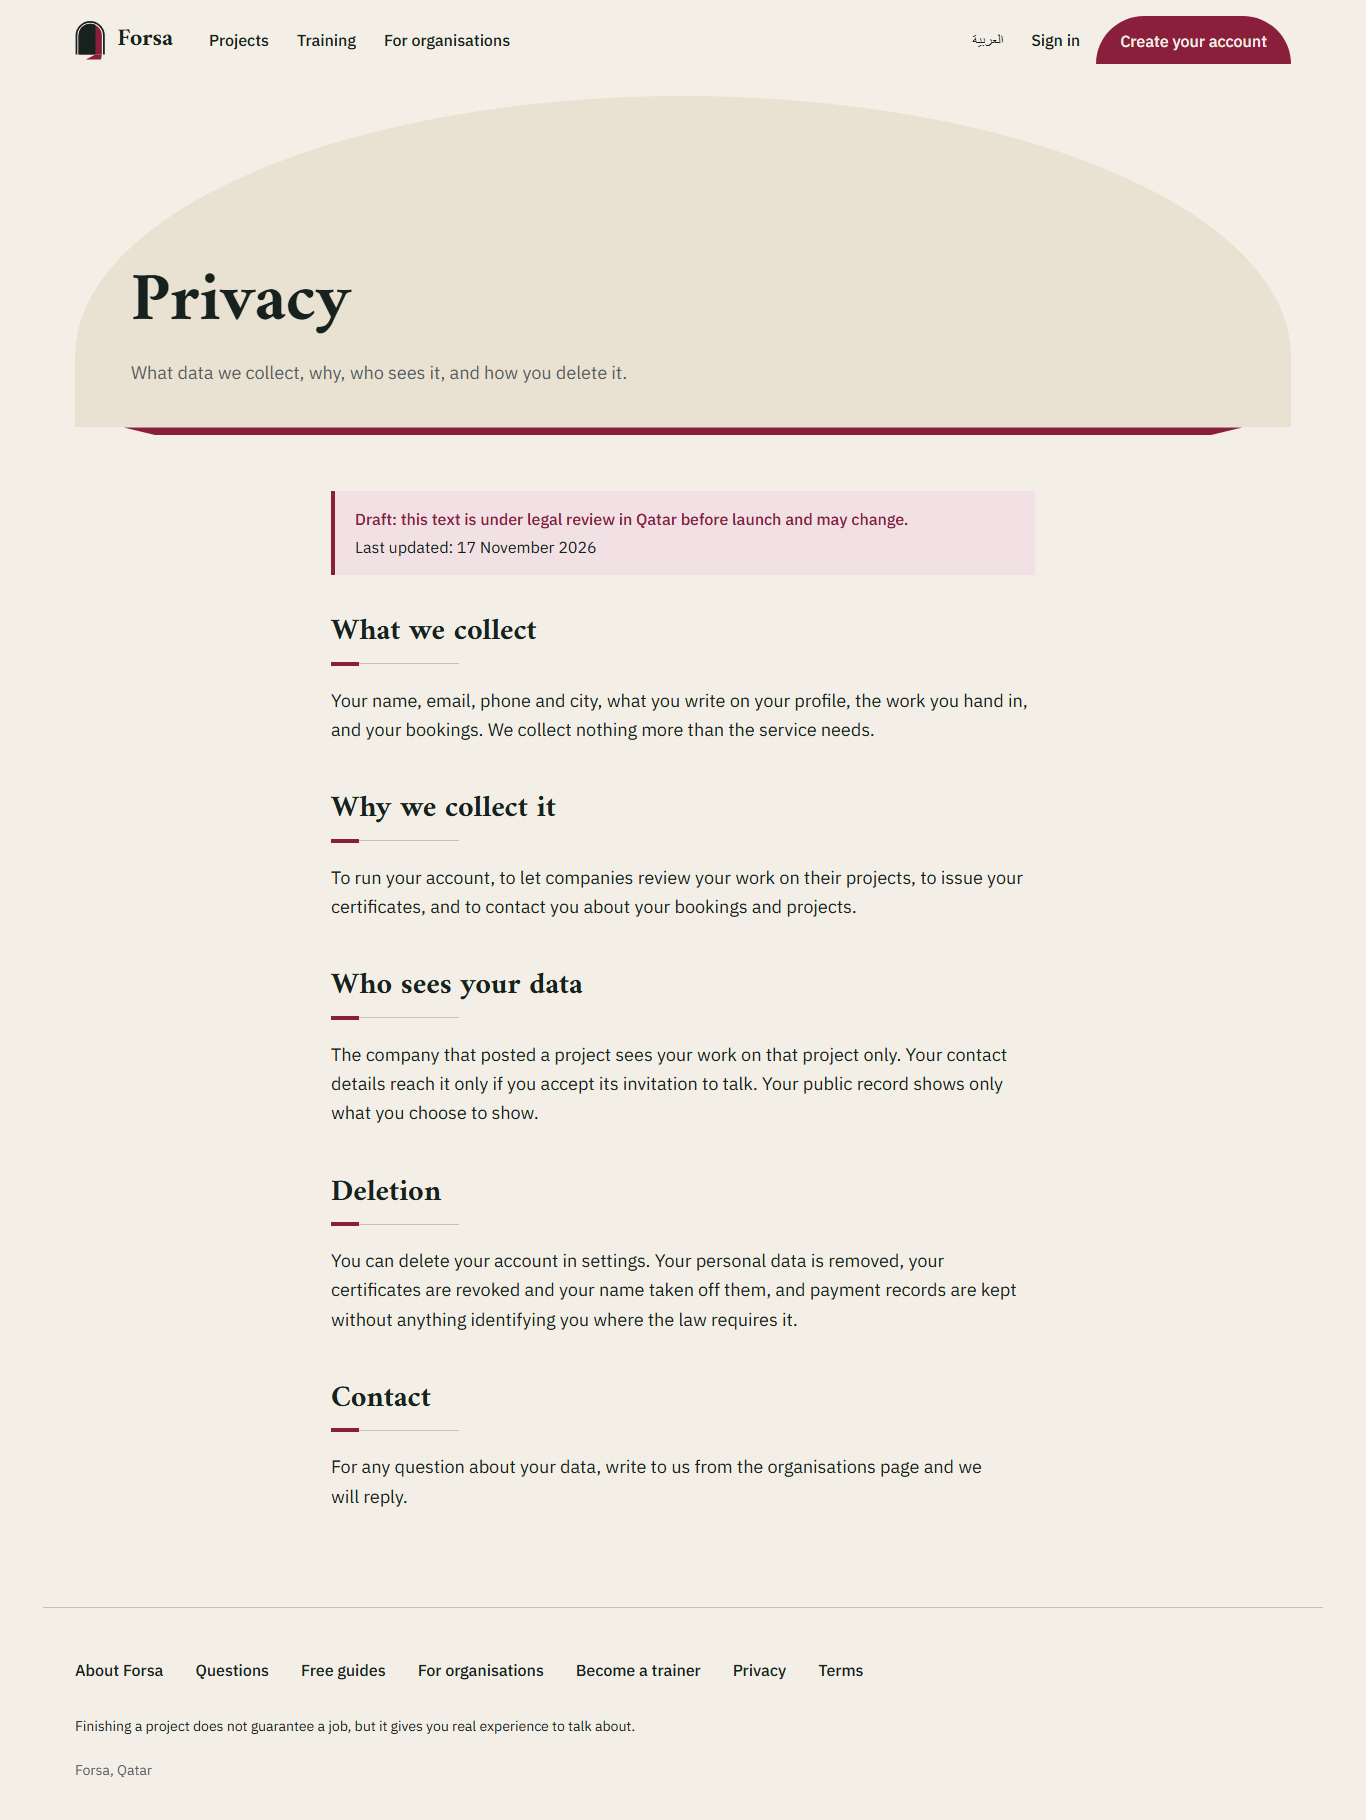 Forsa
Projects
Training
For organisations
العربية
Sign in
Create your account
Privacy
What data we collect, why, who sees it, and how you delete it.
Draft: this text is under legal review in Qatar before launch and may change.
Last updated: 17 November 2026
What we collect
Your name, email, phone and city, what you write on your profile, the work you hand in,
and your bookings. We collect nothing more than the service needs.
Why we collect it
To run your account, to let companies review your work on their projects, to issue your
certificates, and to contact you about your bookings and projects.
Who sees your data
The company that posted a project sees your work on that project only. Your contact
details reach it only if you accept its invitation to talk. Your public record shows only
what you choose to show.
Deletion
You can delete your account in settings. Your personal data is removed, your
certificates are revoked and your name taken off them, and payment records are kept
without anything identifying you where the law requires it.
Contact
For any question about your data, write to us from the organisations page and we
will reply.
About Forsa
Questions
Free guides
For organisations
Become a trainer
Privacy
Terms
Finishing a project does not guarantee a job, but it gives you real experience to talk about.
Forsa, Qatar